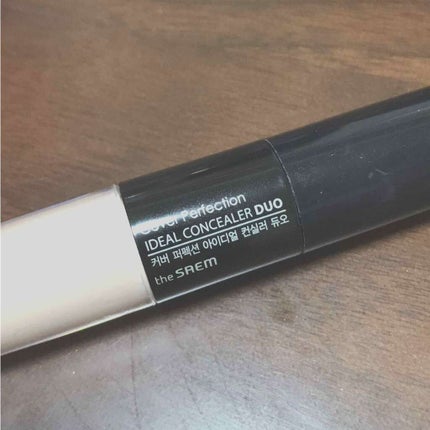 Cover Perfection
IDEAL CONCEALER DUO
커버 퍼펙션 아이디얼 컨실러 듀오
the SAEM